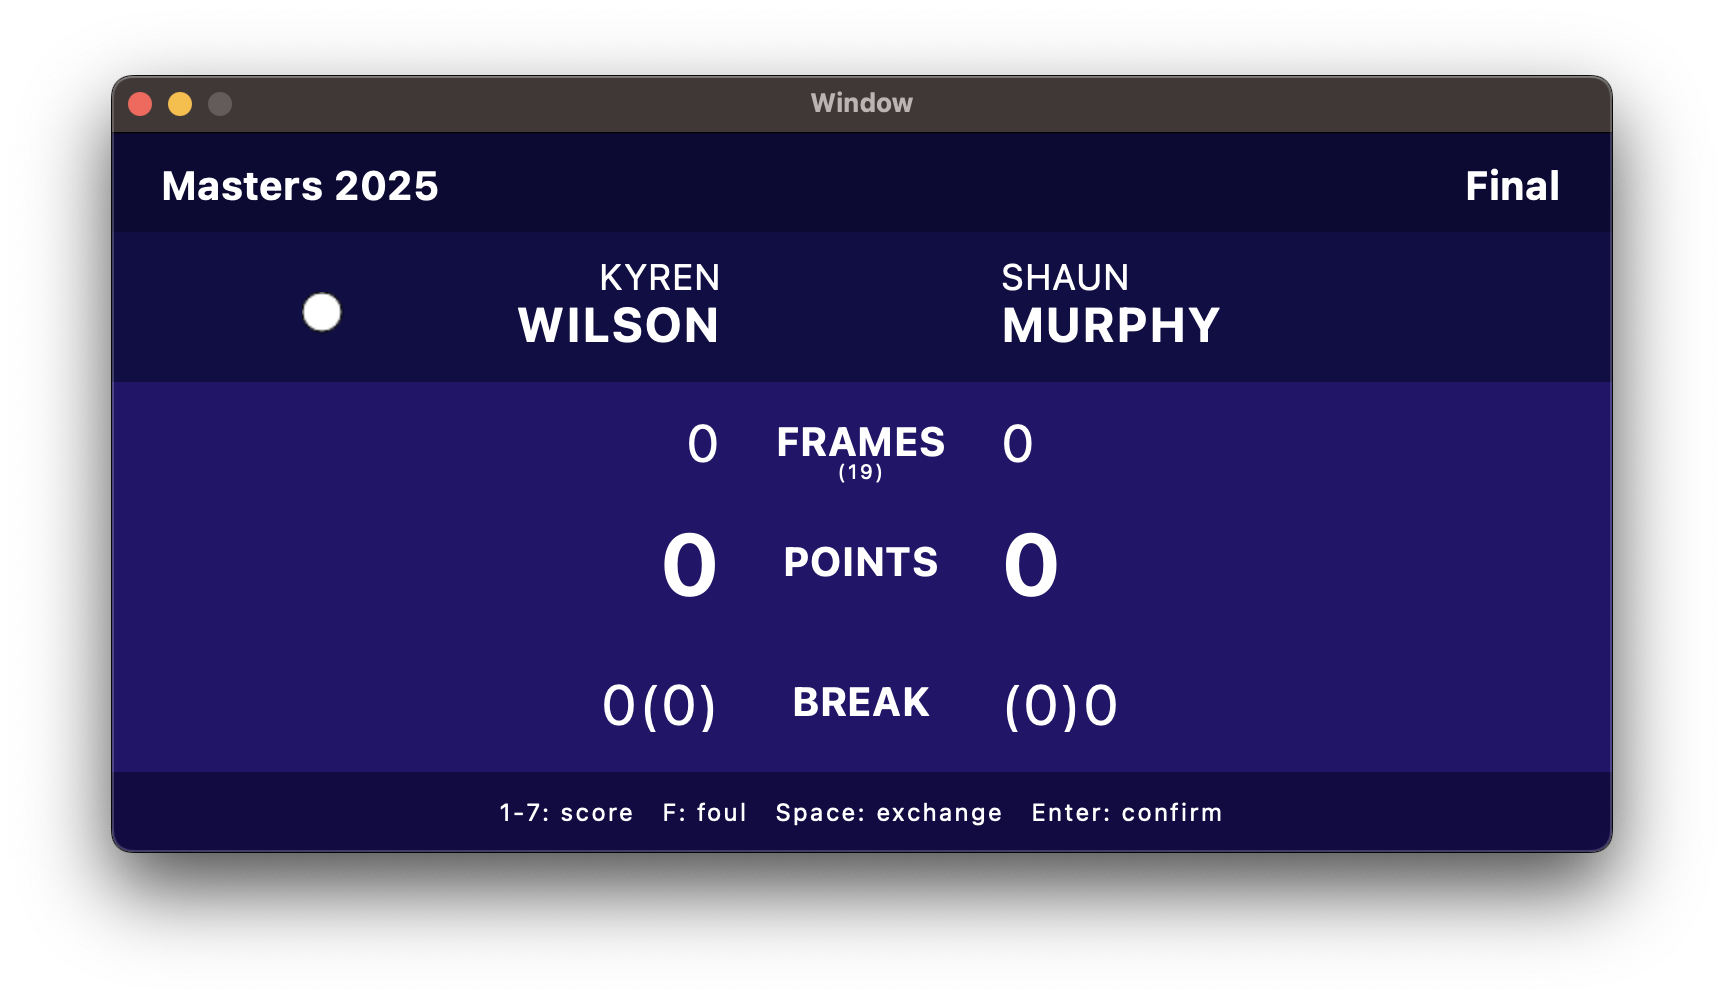 Window
Masters 2025 Final
KYREN SHAUN
WILSON MURPHY
0 FRAMES 0
(19)
0 POINTS 0
0(0) BREAK (0)0
1-7: score F: foul Space: exchange Enter: confirm